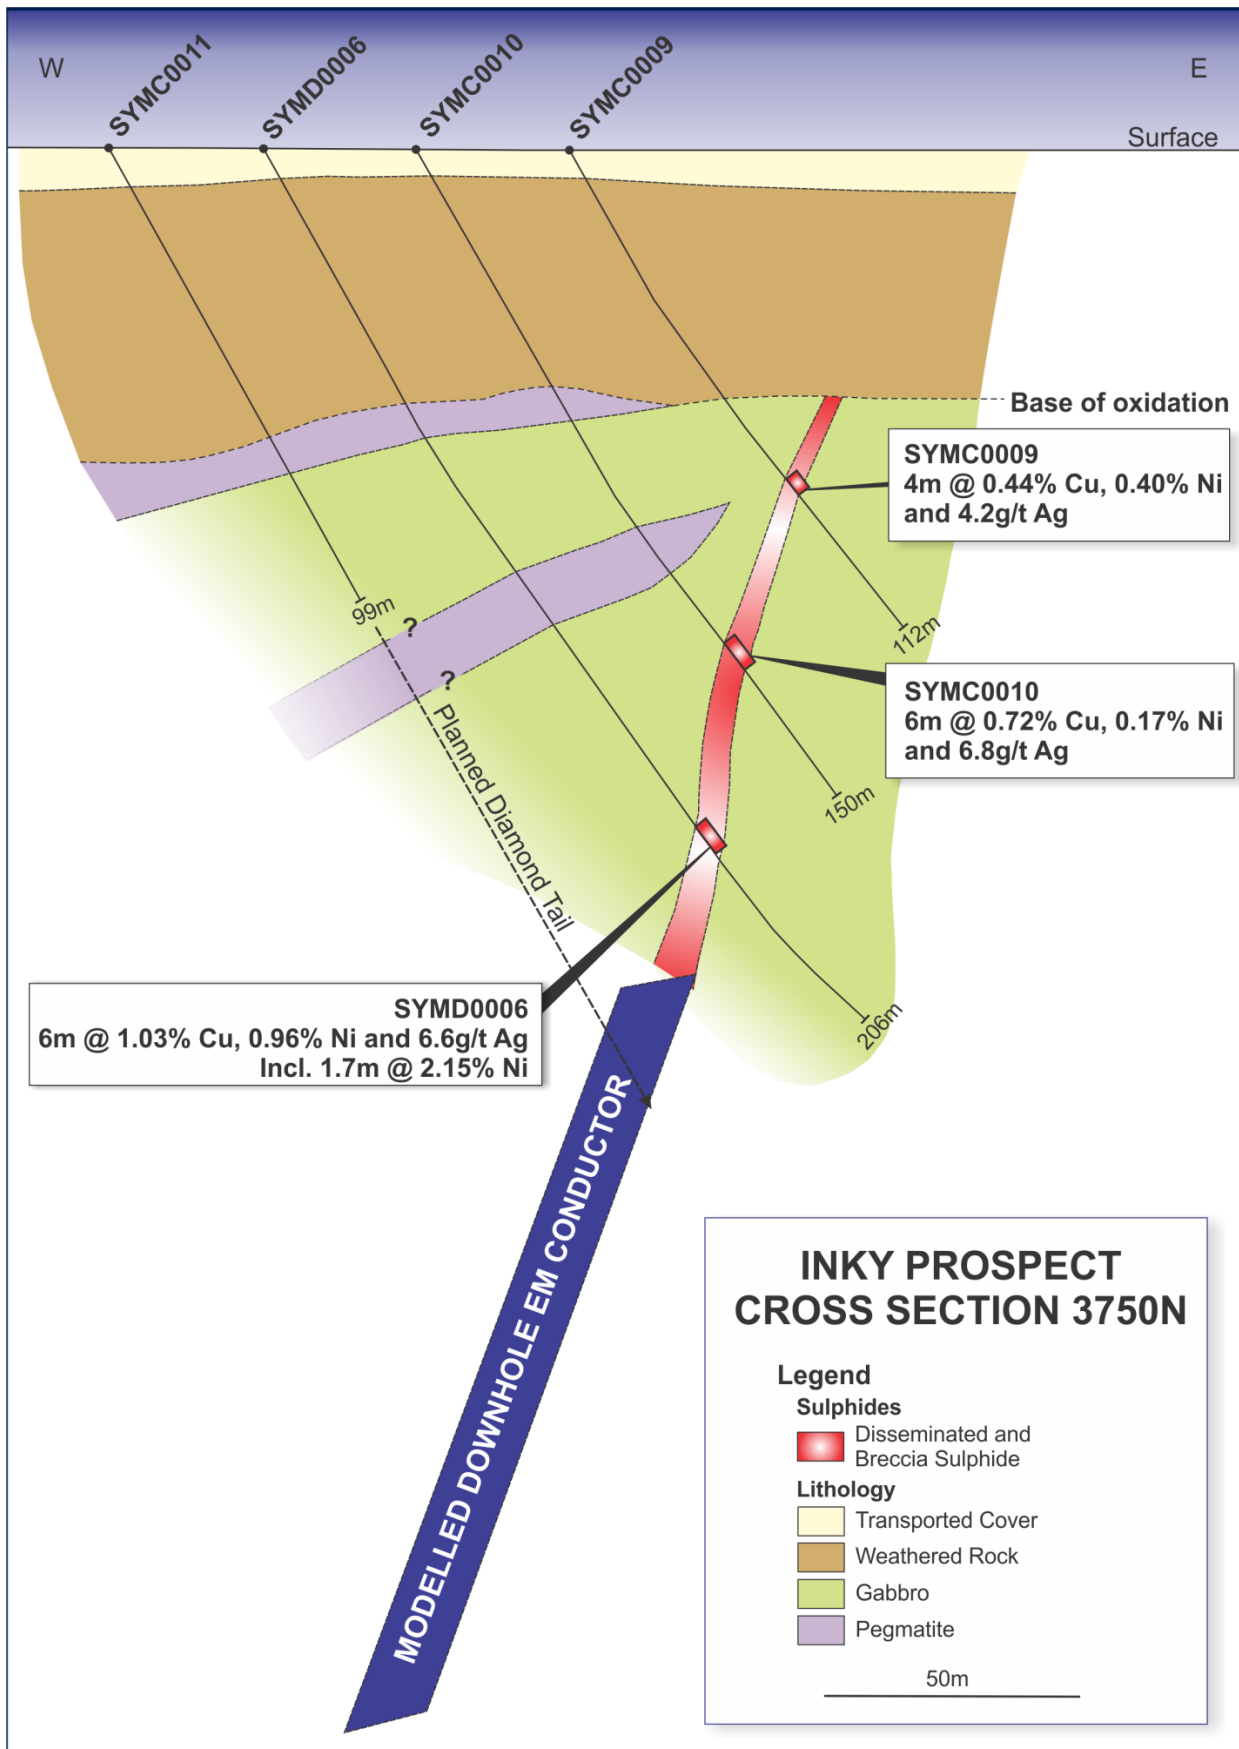 W
SYMC0011
SYMD0006
SYMC0010
SYMC0009
E
Surface
Base of oxidation
SYMC0009
4m @ 0.44% Cu, 0.40% Ni
and 4.2g/t Ag
99m
?
?
112m
SYMC0010
6m @ 0.72% Cu, 0.17% Ni
and 6.8g/t Ag
Planned Diamond Tail
150m
SYMD0006
6m @ 1.03% Cu, 0.96% Ni and 6.6g/t Ag
Incl. 1.7m @ 2.15% Ni
206m
MODELLED DOWNHOLE EM CONDUCTOR
INKY PROSPECT
CROSS SECTION 3750N
Legend
Sulphides
Disseminated and
Breccia Sulphide
Lithology
Transported Cover
Weathered Rock
Gabbro
Pegmatite
50m